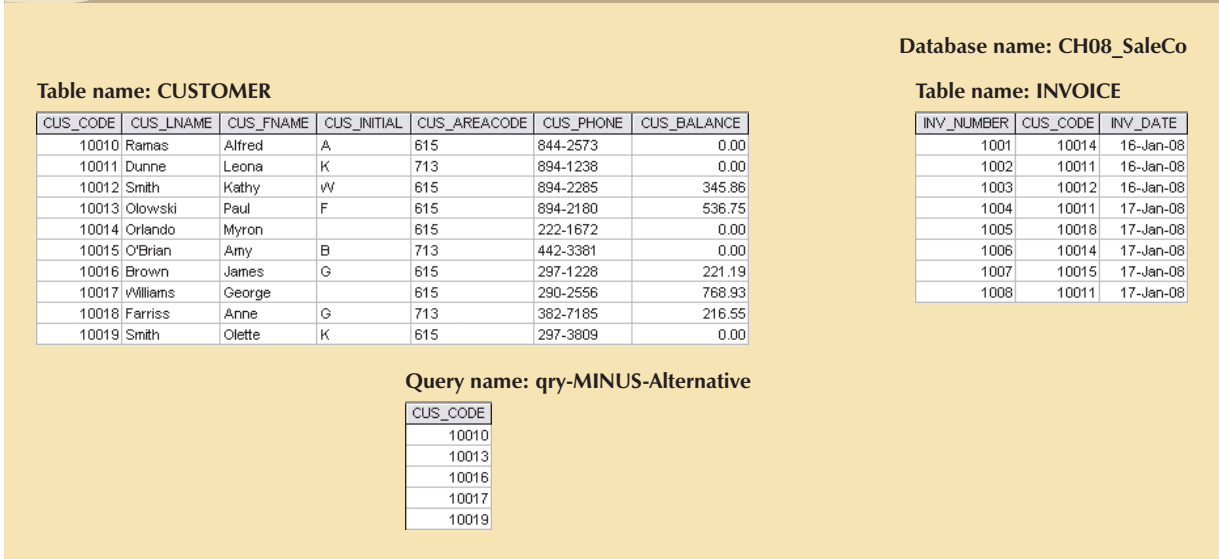 Database name: CH08_SaleCo
Table name: CUSTOMER
CUS_CODE CUS_LNAME CUS_FNAME CUS_INITIAL CUS_AREACODE CUS_PHONE CUS_BALANCE
10010 Ramas Alfred A 615 844-2573 0.00
10011 Dunne Leona K 713 894-1238 0.00
10012 Smith Kathy W 615 894-2285 345.86
10013 Olowski Paul F 615 894-2180 536.75
10014 Orlando Myron 615 222-1672 0.00
10015 O'Brian Amy B 713 442-3381 0.00
10016 Brown James G 615 297-1228 221.19
10017 Williams George 615 290-2556 768.93
10018 Farriss Anne G 713 382-7185 216.55
10019 Smith Olette K 615 297-3809 0.00
Table name: INVOICE
INV_NUMBER CUS_CODE INV_DATE
1001 10014 16-Jan-08
1002 10011 16-Jan-08
1003 10012 16-Jan-08
1004 10011 17-Jan-08
1005 10018 17-Jan-08
1006 10014 17-Jan-08
1007 10015 17-Jan-08
1008 10011 17-Jan-08
Query name: qry-MINUS-Alternative
CUS_CODE
10010
10013
10016
10017
10019